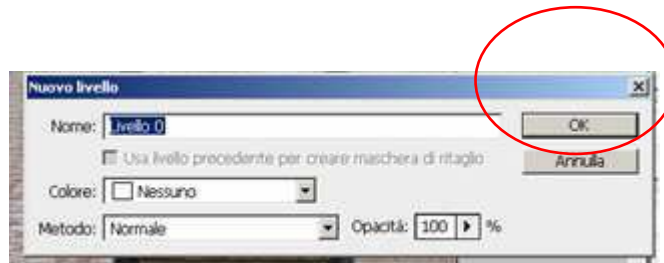 Nuovo livello
Nome: Livello 0 OK
Usa livello precedente per creare maschera di ritaglio Annulla
Colore: Nessuno
Metodo: Normale Opacità: 100 %